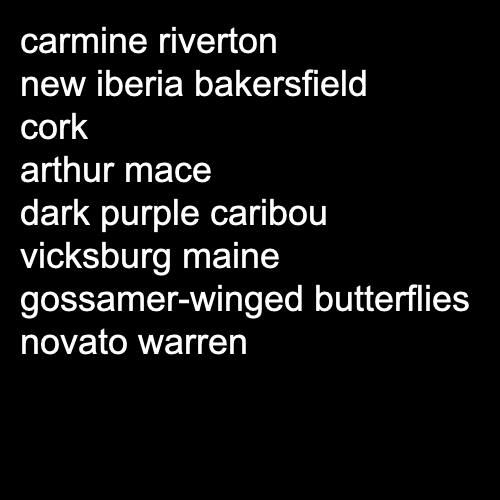 carmine riverton
new iberia bakersfield
cork
arthur mace
dark purple caribou
vicksburg maine
gossamer-winged butterflies
novato warren